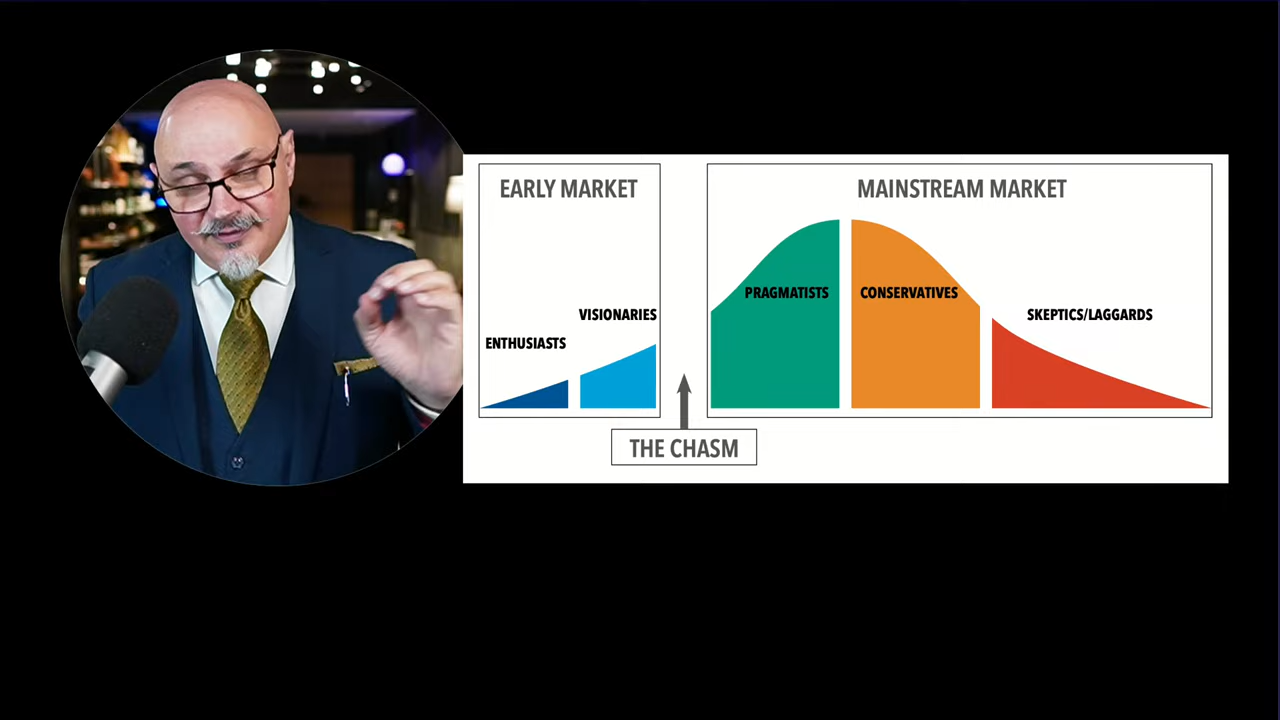 EARLY MARKET
MAINSTREAM MARKET
ENTHUSIASTS
VISIONARIES
PRAGMATISTS
CONSERVATIVES
SKEPTICS/LAGGARDS
THE CHASM